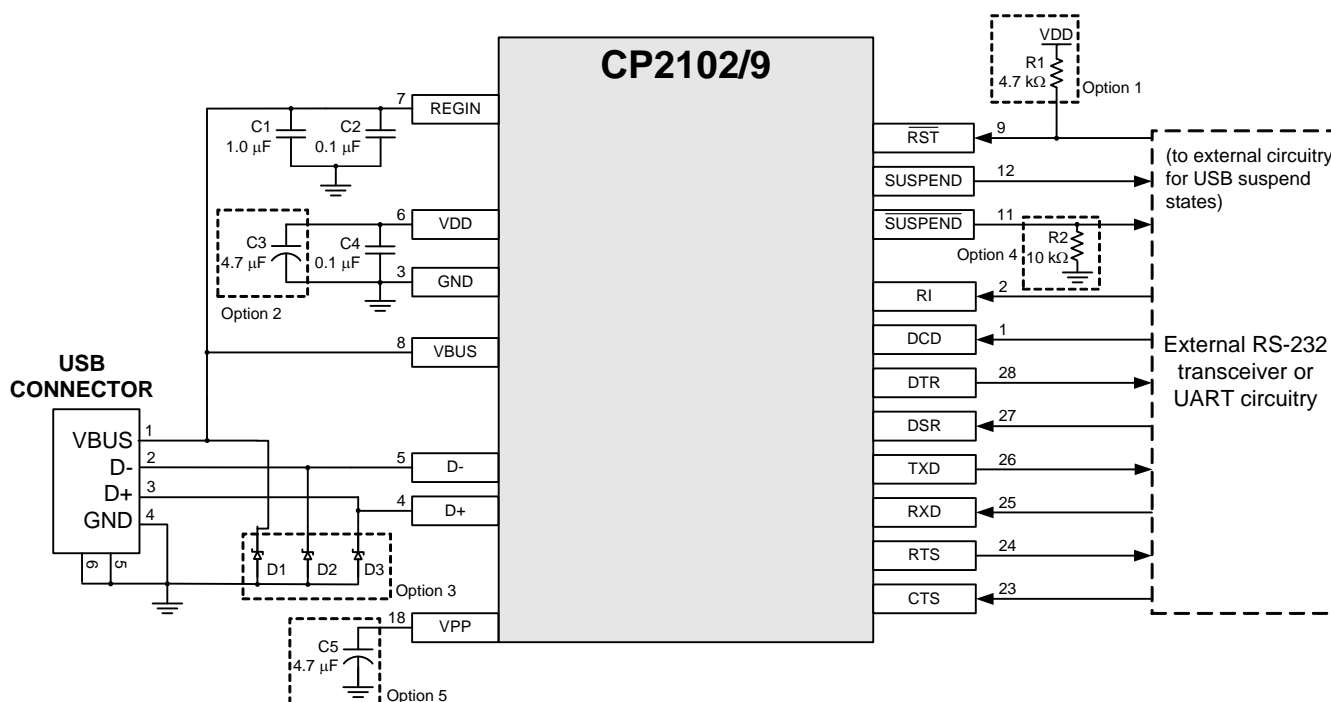 CP2102/9
VDD
R1
4.7 kΩ
Option 1
7
REGIN
C1
1.0 μF
C2
0.1 μF
6
VDD
C3
4.7 μF
C4
0.1 μF
3
GND
Option 2
8
VBUS
USB
CONNECTOR
VBUS
1
D-
2
D+
3
GND
4
6
5
5
D-
4
D+
D1
D2
D3
Option 3
18
VPP
C5
4.7 μF
Option 5
RST
9
SUSPEND
12
SUSPEND
11
R2
10 kΩ
Option 4
RI
2
DCD
1
DTR
28
DSR
27
TXD
26
RXD
25
RTS
24
CTS
23
(to external circuitry
for USB suspend
states)
External RS-232
transceiver or
UART circuitry